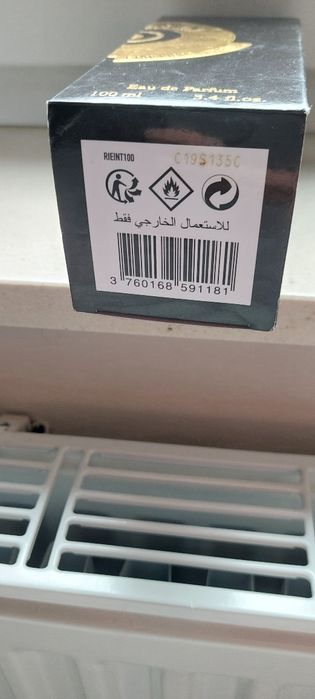 Eau de Parfum
100 ml 3.4 fl.oz.
RIEINT100 C19S135C
للاستعمال الخارجي فقط
3 760168 591181